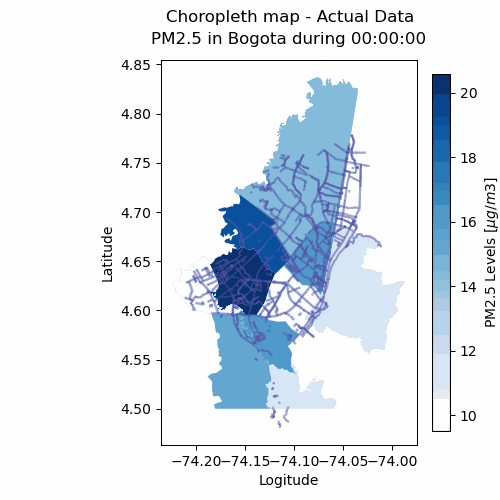 Choropleth map - Actual Data
PM2.5 in Bogota during 00:00:00
4.85
4.80
4.75
4.70
4.65
4.60
4.55
4.50
Latitude
−74.20 −74.15 −74.10 −74.05 −74.00
Logitude
20
18
16
14
12
10
PM2.5 Levels [μg/m3]